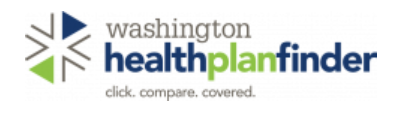 washington
healthplanfinder
click. compare. covered.